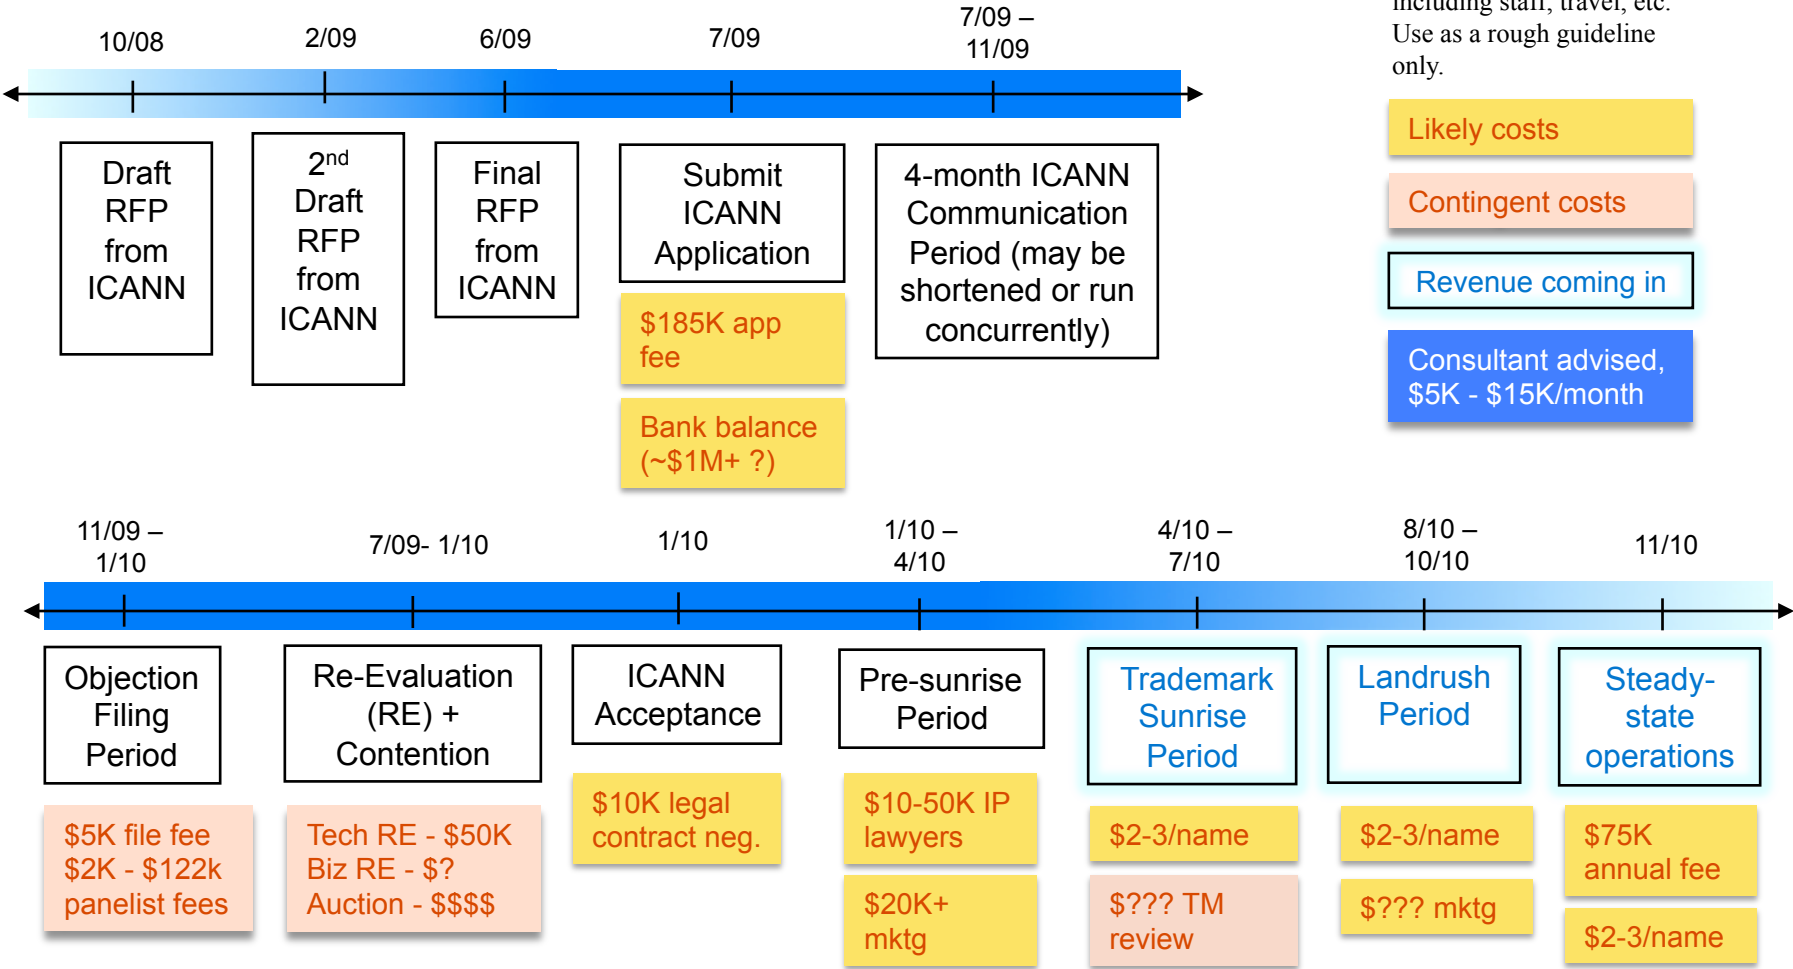 including staff, travel, etc.
Use as a rough guideline
only.
10/08
2/09
6/09
7/09
7/09 –
11/09
Draft
RFP
from
ICANN
2nd
Draft
RFP
from
ICANN
Final
RFP
from
ICANN
Submit
ICANN
Application
$185K app
fee
Bank balance
(~$1M+ ?)
4-month ICANN
Communication
Period (may be
shortened or run
concurrently)
Likely costs
Contingent costs
Revenue coming in
Consultant advised,
$5K - $15K/month
11/09 –
1/10
7/09- 1/10
1/10
1/10 –
4/10
4/10 –
7/10
8/10 –
10/10
11/10
Objection
Filing
Period
$5K file fee
$2K - $122k
panelist fees
Re-Evaluation
(RE) +
Contention
Tech RE - $50K
Biz RE - $?
Auction - $$$$
ICANN
Acceptance
$10K legal
contract neg.
Pre-sunrise
Period
$10-50K IP
lawyers
$20K+
mktg
Trademark
Sunrise
Period
$2-3/name
$??? TM
review
Landrush
Period
$2-3/name
$??? mktg
Steady-
state
operations
$75K
annual fee
$2-3/name